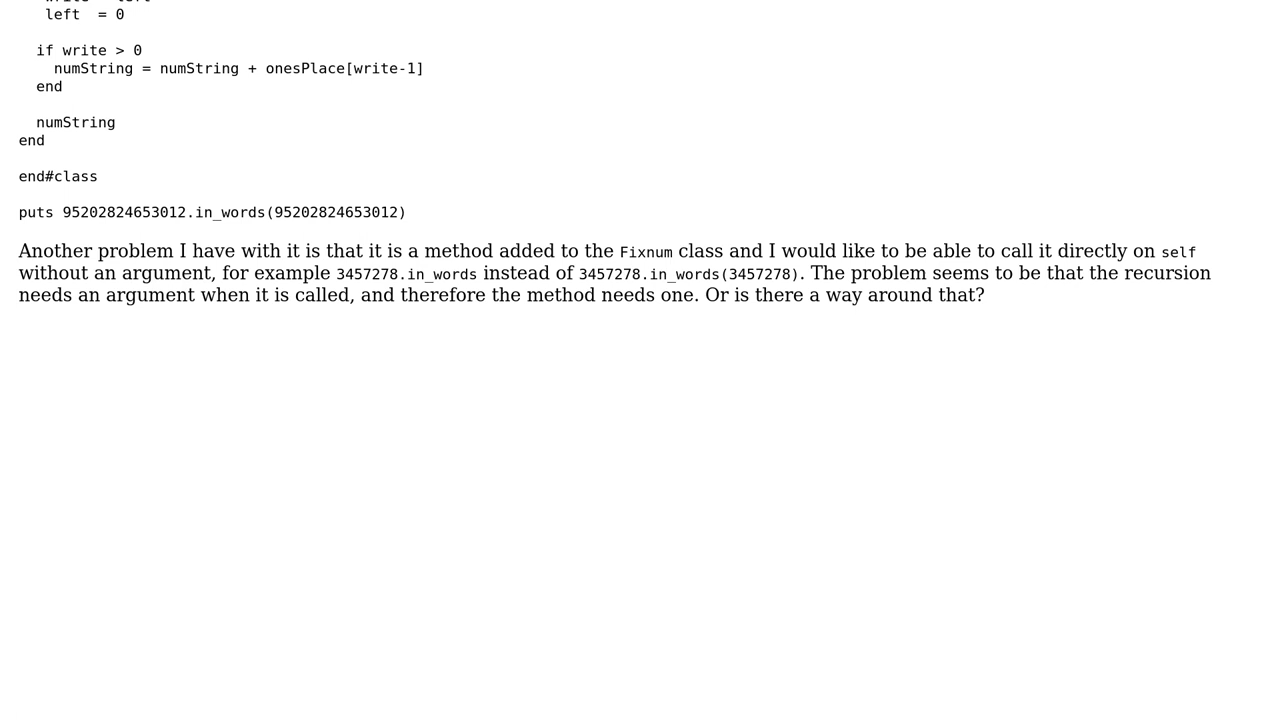 left  = 0
if write > 0
numString = numString + onesPlace[write-1]
end
numString
end
end#class
puts 95202824653012.in_words(95202824653012)
Another problem I have with it is that it is a method added to the Fixnum class and I would like to be able to call it directly on self
without an argument, for example 3457278.in_words instead of 3457278.in_words(3457278). The problem seems to be that the recursion
needs an argument when it is called, and therefore the method needs one. Or is there a way around that?